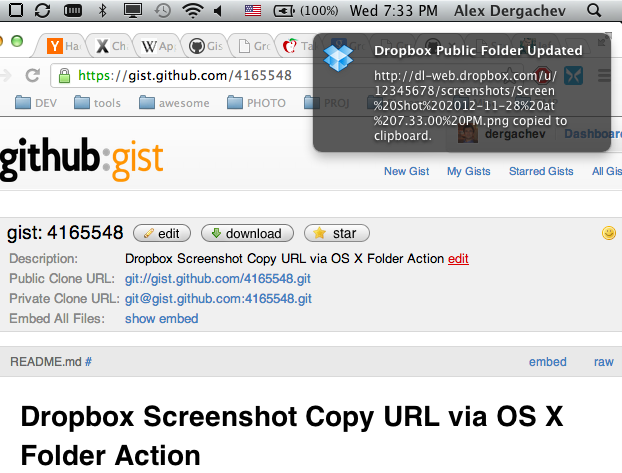 (100%) Wed 7:33 PM Alex Dergachev
Ha
Ch
Ap
Gis
Gro
Ta
https://gist.github.com/4165548
DEV tools awesome PHOTO PROJ
Dropbox Public Folder Updated
http://dl-web.dropbox.com/u/
12345678/screenshots/Screen
%20Shot%202012-11-28%20at
%207.33.00%20PM.png copied to
clipboard.
dergachev Dashboar
github:gist
New Gist My Gists Starred Gists All Gis
gist: 4165548 edit download star
Description: Dropbox Screenshot Copy URL via OS X Folder Action edit
Public Clone URL: git://gist.github.com/4165548.git
Private Clone URL: git@gist.github.com:4165548.git
Embed All Files: show embed
README.md # embed raw
Dropbox Screenshot Copy URL via OS X
Folder Action